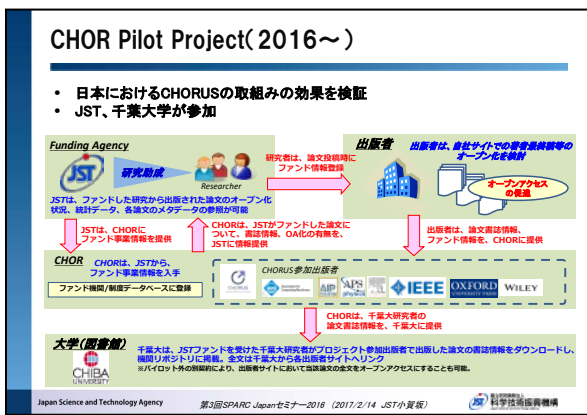 CHOR Pilot Project(2016～)
• 日本におけるCHORUSの取組みの効果を検証
• JST、千葉大学が参加
Funding Agency
JST
研究助成
Researcher
JSTは、ファンドした研究から出版された論文のオープン化
状況、統計データ、各論文のメタデータの参照が可能
研究者は、論文投稿時に
ファンド情報登録
出版者
出版者は、自社サイトでの著者最終稿等の
オープン化を検討
オープンアクセス
の促進
JSTは、CHORに
ファンド事業情報を提供
CHORは、JSTがファンドした論文に
ついて、書誌情報、OA化の有無を、
JSTに情報提供
出版者は、論文書誌情報、
ファンド情報を、CHORに提供
CHOR
CHORは、JSTから、
ファンド事業情報を入手
ファンド機関/制度データベースに登録
CHORUS参加出版者
CHORUS
AIP
APS
physics
IEEE
OXFORD
UNIVERSITY PRESS
WILEY
CHORは、千葉大研究者の
論文書誌情報を、千葉大に提供
大学(図書館)
CHIBA
UNIVERSITY
千葉大は、JSTファンドを受けた千葉大研究者がプロジェクト参加出版者で出版した論文の書誌情報をダウンロードし、
機関リポジトリに掲載。全文は千葉大から各出版者サイトへリンク
※パイロット外の別契約により、出版者サイトにおいて当該論文の全文をオープンアクセスにすることも可能。
Japan Science and Technology Agency
第3回SPARC Japanセミナー2016 (2017/2/14 JST小賀坂)
JST
国立研究開発法人
科学技術振興機構